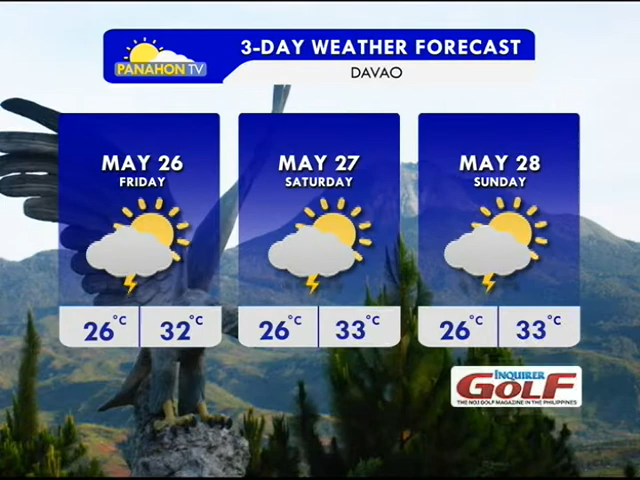 3-DAY WEATHER FORECAST
PANAHON TV
DAVAO
MAY 26
FRIDAY
26°C 32°C
MAY 27
SATURDAY
26°C 33°C
MAY 28
SUNDAY
26°C 33°C
INQUIRER
GOLF
THE NO.1 GOLF MAGAZINE IN THE PHILIPPINES